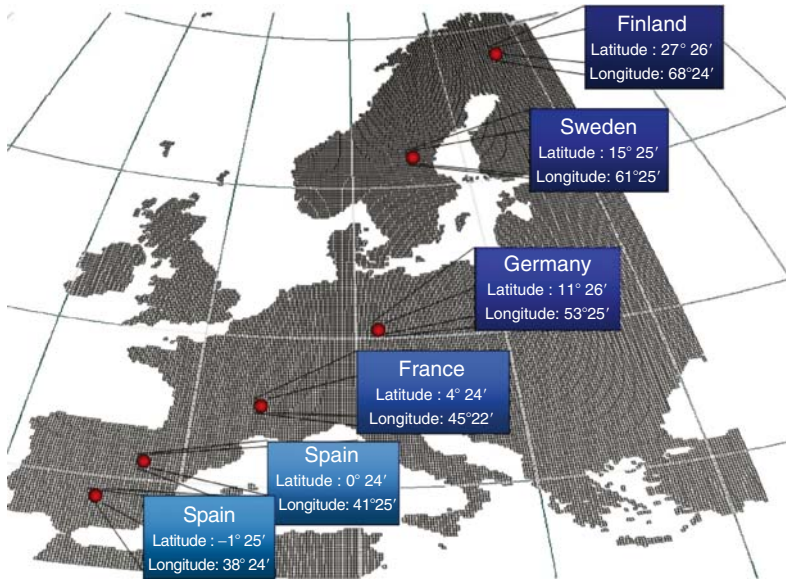 Finland
Latitude : 27° 26′
Longitude: 68°24′
Sweden
Latitude : 15° 25′
Longitude: 61°25′
Germany
Latitude : 11° 26′
Longitude: 53°25′
France
Latitude : 4° 24′
Longitude: 45°22′
Spain
Latitude : 0° 24′
Longitude: 41°25′
Spain
Latitude : −1° 25′
Longitude: 38° 24′